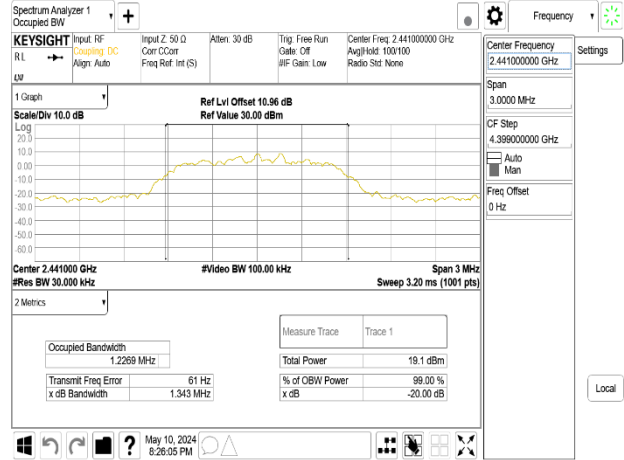 Spectrum Analyzer 1
Occupied BW
+
Frequency
KEYSIGHT
RL
Input: RF
Coupling: DC
Align: Auto
Input Z: 50 Ω
Corr CCorr
Freq Ref: Int (S)
Atten: 30 dB
Trig: Free Run
Gate: Off
#IF Gain: Low
Center Freq: 2.441000000 GHz
Avg|Hold: 100/100
Radio Std: None
Center Frequency
2.441000000 GHz
Settings
Span
3.0000 MHz
CF Step
4.399000000 GHz
Auto
Man
Freq Offset
0 Hz
1 Graph
Scale/Div 10.0 dB
Ref Lvl Offset 10.96 dB
Ref Value 30.00 dBm
Log
20.0
10.0
0.00
-10.0
-20.0
-30.0
-40.0
-50.0
-60.0
Center 2.441000 GHz
#Res BW 30.000 kHz
#Video BW 100.00 kHz
Span 3 MHz
Sweep 3.20 ms (1001 pts)
2 Metrics
Measure Trace Trace 1
Occupied Bandwidth
1.2269 MHz
Total Power 19.1 dBm
Transmit Freq Error 61 Hz
% of OBW Power 99.00 %
x dB Bandwidth 1.343 MHz
x dB -20.00 dB
Local
?
May 10, 2024
8:26:05 PM